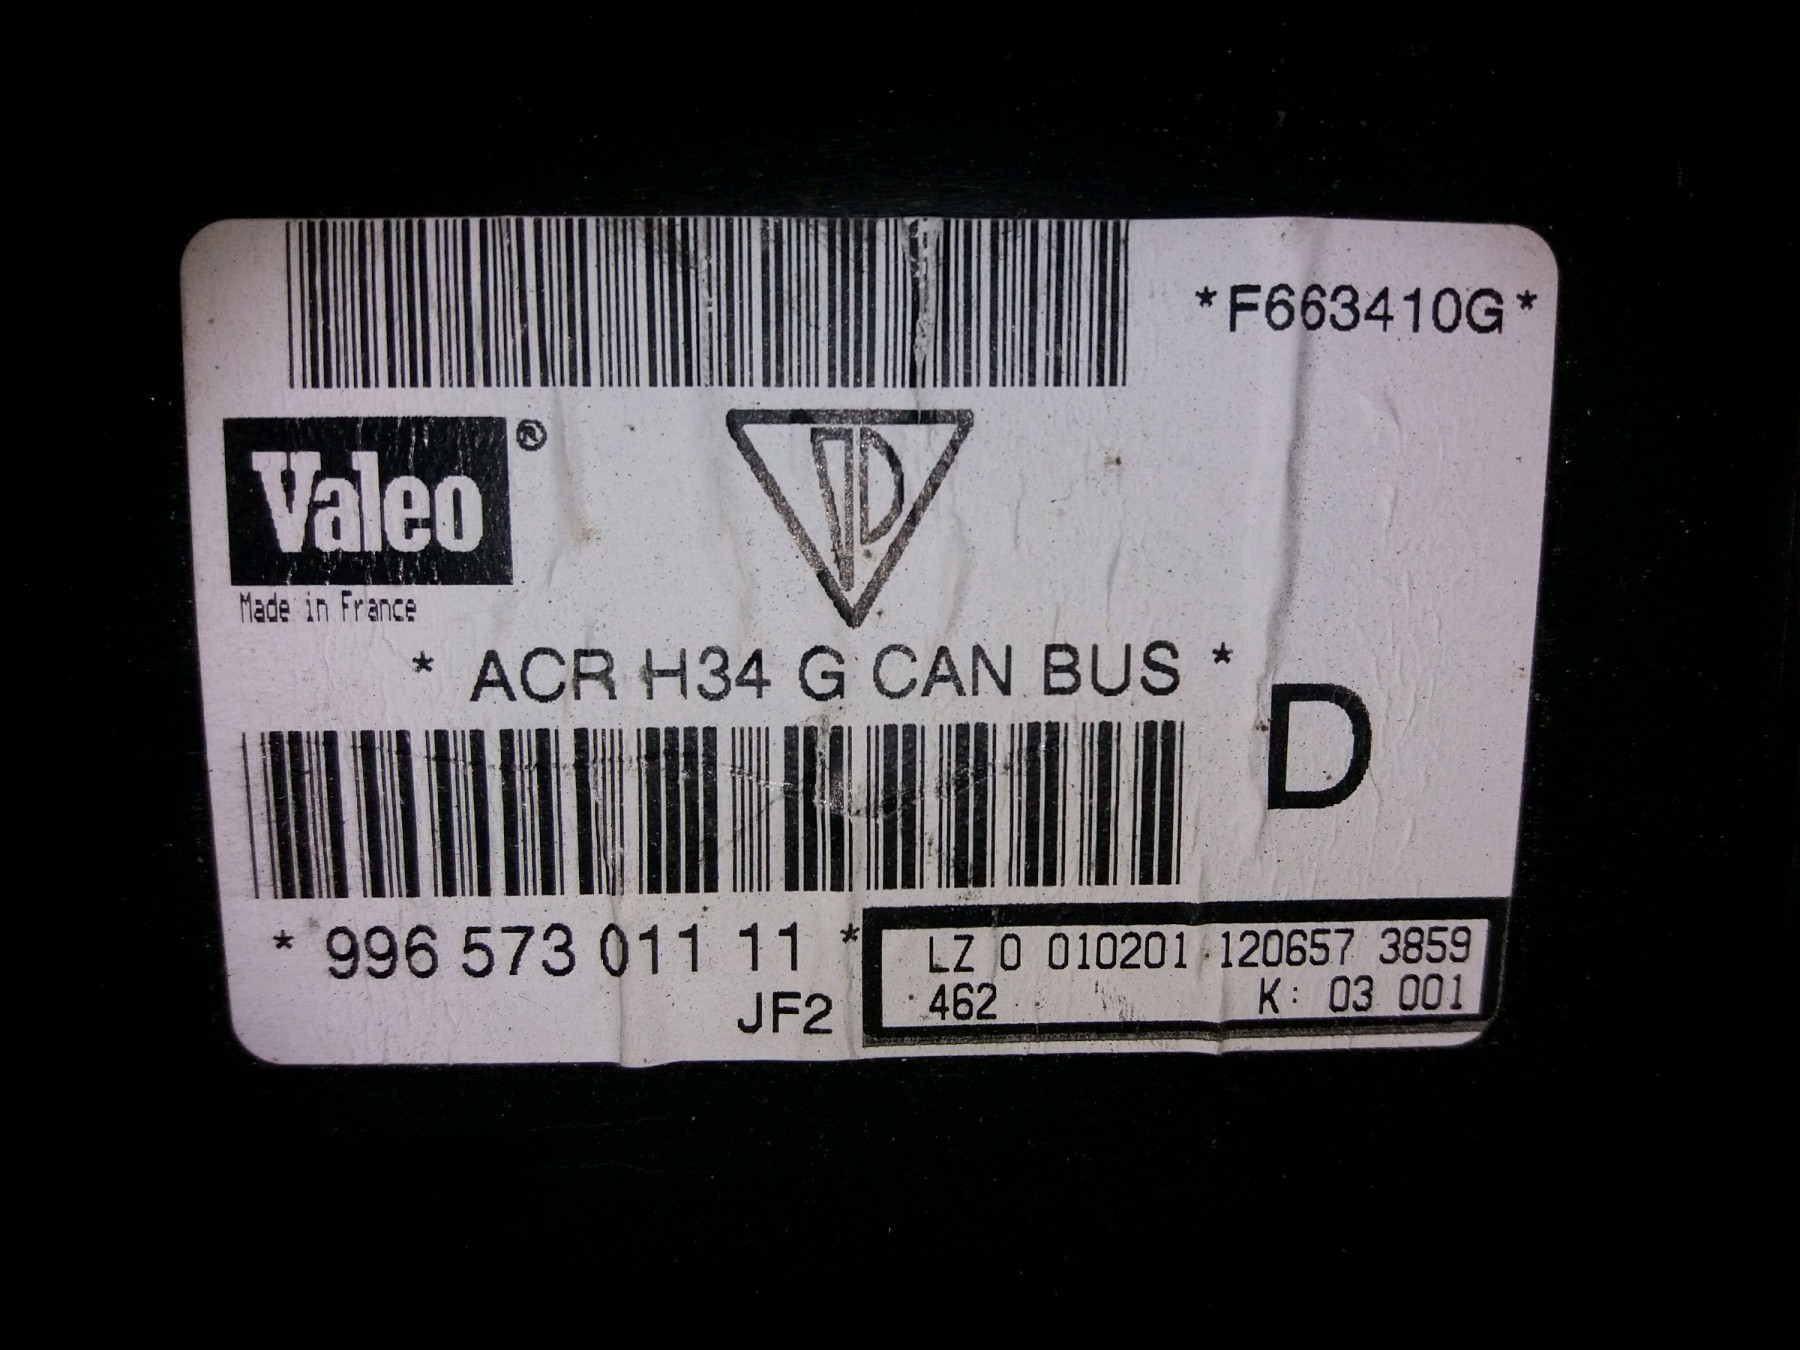 *F663410G*
Valeo®
Made in France
* ACR H34 G CAN BUS *
D
* 996 573 011 11 *
JF2
LZ 0 010201 120657 3859
462 K: 03 001